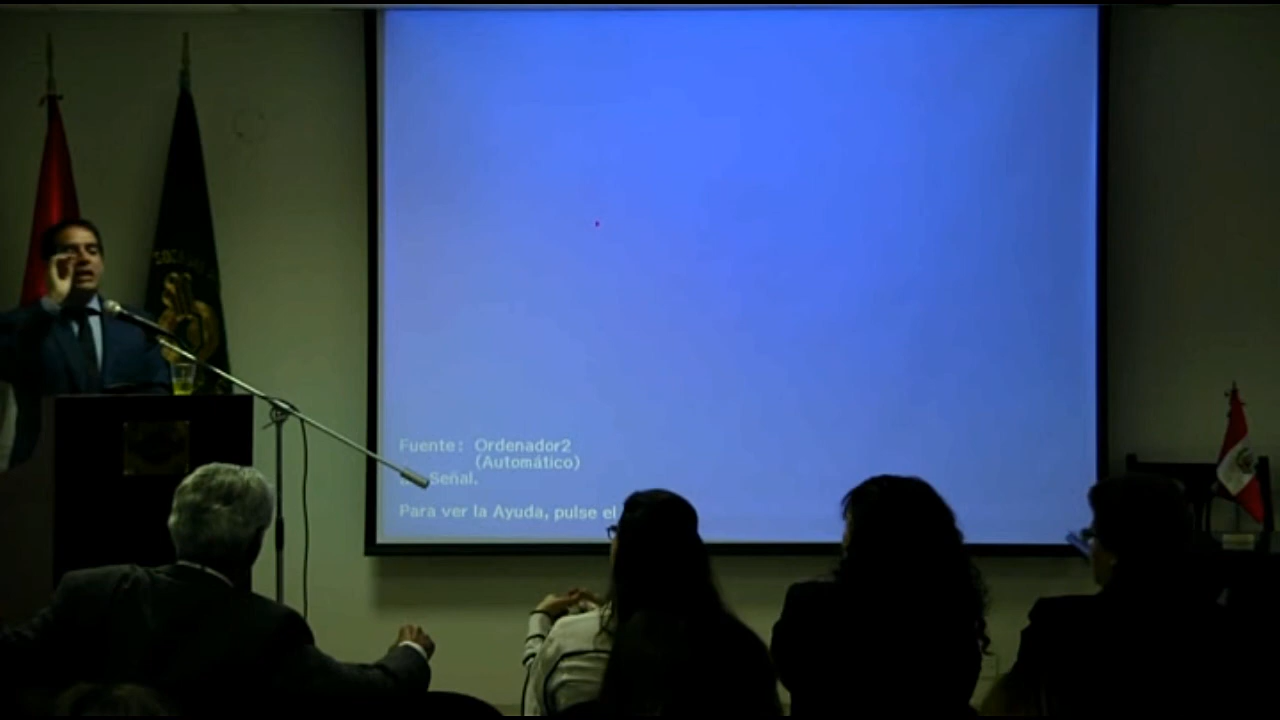 Fuente: Ordenador2
(Automático)
Señal.
Para ver la Ayuda, pulse el